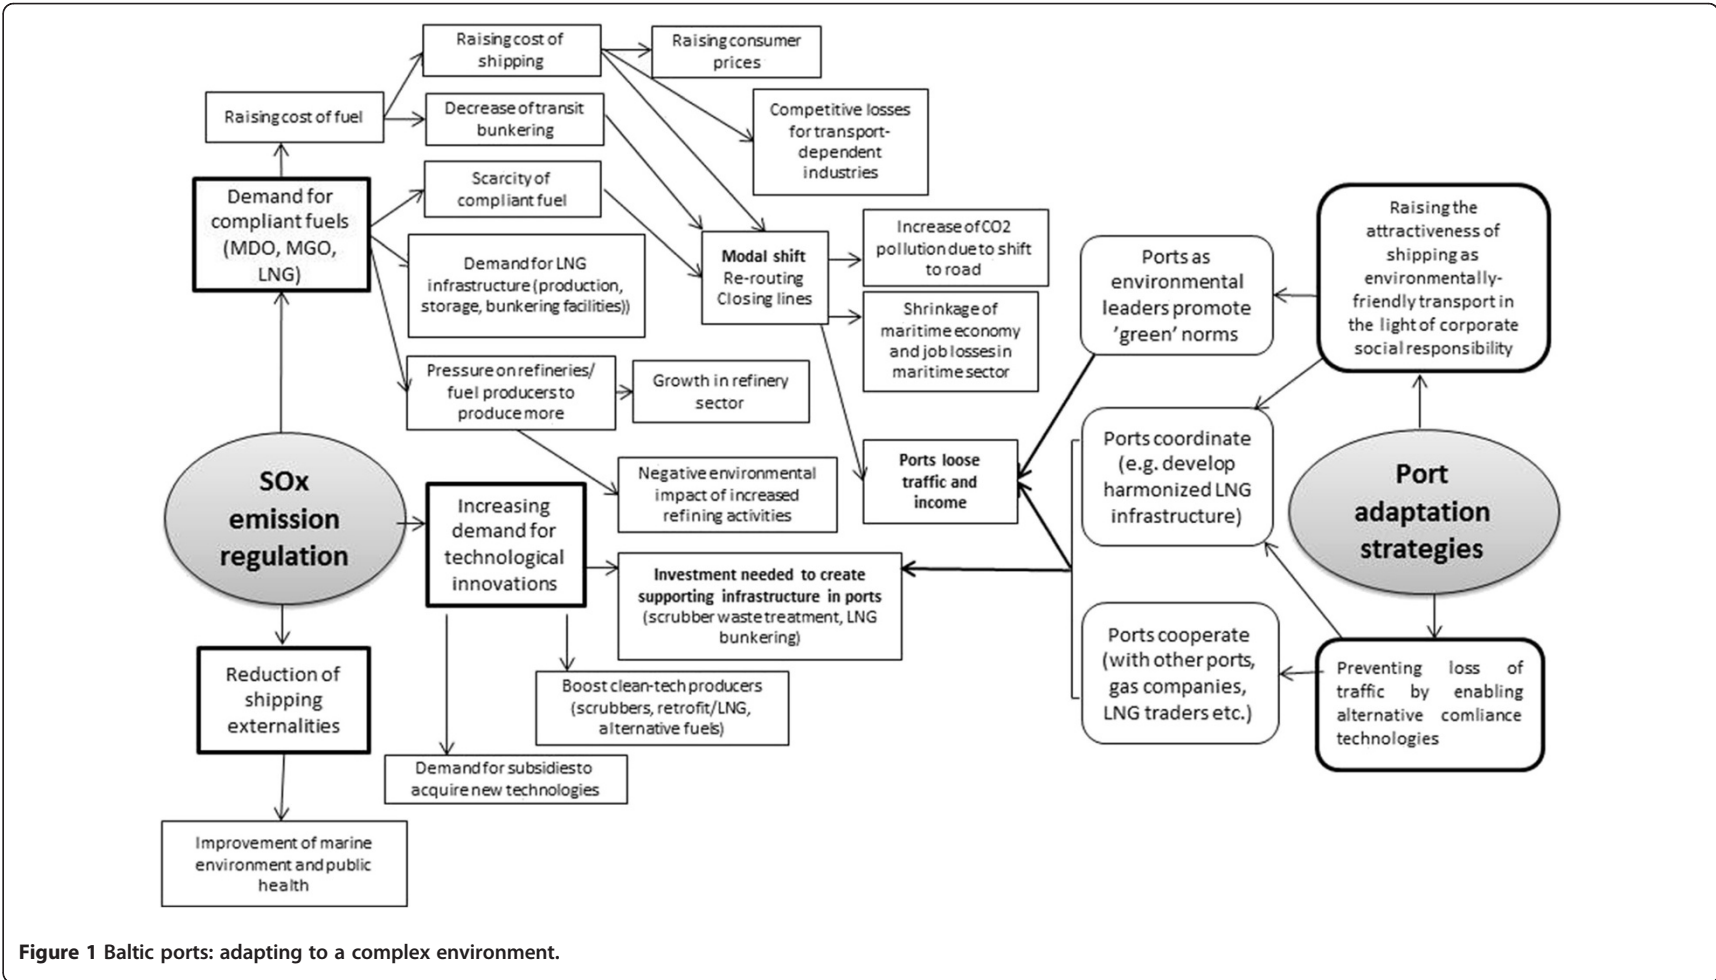 Raising cost of
shipping
Raising consumer
prices
Raising cost of fuel
Decrease of transit
bunkering
Competitive losses
for transport-
dependent
industries
Scarcity of
compliant fuel
Demand for
compliant fuels
(MDO, MGO,
LNG)
Demand for LNG
infrastructure (production,
storage, bunkering facilities))
Modal shift
Re-routing
Closing lines
Increase of CO2
pollution due to shift
to road
Shrinkage of
maritime economy
and job losses in
maritime sector
Pressure on refineries/
fuel producers to
produce more
Growth in refinery
sector
Negative environmental
impact of increased
refining activities
Ports loose
traffic and
income
SOx
emission
regulation
Increasing
demand for
technological
innovations
Investment needed to create
supporting infrastructure in ports
(scrubber waste treatment, LNG
bunkering)
Boost clean-tech producers
(scrubbers, retrofit/LNG,
alternative fuels)
Demand for subsidies to
acquire new technologies
Reduction of
shipping
externalities
Improvement of marine
environment and public
health
Ports as
environmental
leaders promote
'green' norms
Raising the
attractiveness of
shipping as
environmentally-
friendly transport in
the light of corporate
social responsibility
Ports coordinate
(e.g. develop
harmonized LNG
infrastructure)
Port
adaptation
strategies
Ports cooperate
(with other ports,
gas companies,
LNG traders etc.)
Preventing loss of
traffic by enabling
alternative comliance
technologies
Figure 1 Baltic ports: adapting to a complex environment.